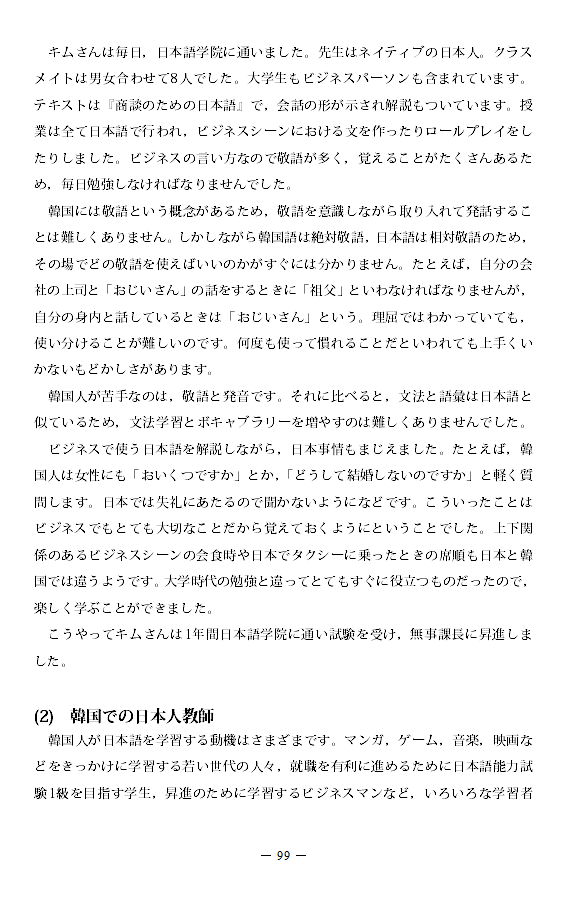 キムさんは毎日，日本語学院に通いました。先生はネイティブの日本人。クラス
メイトは男女合わせて8人でした。大学生もビジネスパーソンも含まれています。
テキストは『商談のための日本語』で，会話の形が示され解説もついています。授
業は全て日本語で行われ，ビジネスシーンにおける文を作ったりロールプレイをし
たりしました。ビジネスの言い方なので敬語が多く，覚えることがたくさんあるた
め，毎日勉強しなければなりませんでした。
韓国には敬語という概念があるため，敬語を意識しながら取り入れて発話するこ
とは難しくありません。しかしながら韓国語は絶対敬語，日本語は相対敬語のため，
その場でどの敬語を使えばいいのかがすぐには分かりません。たとえば，自分の会
社の上司と「おじいさん」の話をするときに「祖父」といわなければなりませんが，
自分の身内と話しているときは「おじいさん」という。理屈ではわかっていても，
使い分けることが難しいのです。何度も使って慣れることだといわれても上手くい
かないもどかしさがあります。
韓国人が苦手なのは，敬語と発音です。それに比べると，文法と語彙は日本語と
似ているため，文法学習とボキャブラリーを増やすのは難しくありませんでした。
ビジネスで使う日本語を解説しながら，日本事情もまじえました。たとえば，韓
国人は女性にも「おいくつですか」とか，「どうして結婚しないのですか」と軽く質
問します。日本では失礼にあたるので聞かないようになどです。こういったことは
ビジネスでもとても大切なことだから覚えておくようにということでした。上下関
係のあるビジネスシーンの会食時や日本でタクシーに乗ったときの席順も日本と韓
国では違うようです。大学時代の勉強と違ってとてもすぐに役立つものだったので，
楽しく学ぶことができました。
こうやってキムさんは1年間日本語学院に通い試験を受け，無事課長に昇進しま
した。
(2)　韓国での日本人教師
韓国人が日本語を学習する動機はさまざまです。マンガ，ゲーム，音楽，映画な
どをきっかけに学習する若い世代の人々，就職を有利に進めるために日本語能力試
験1級を目指す学生，昇進のために学習するビジネスマンなど，いろいろな学習者
― 99 ―